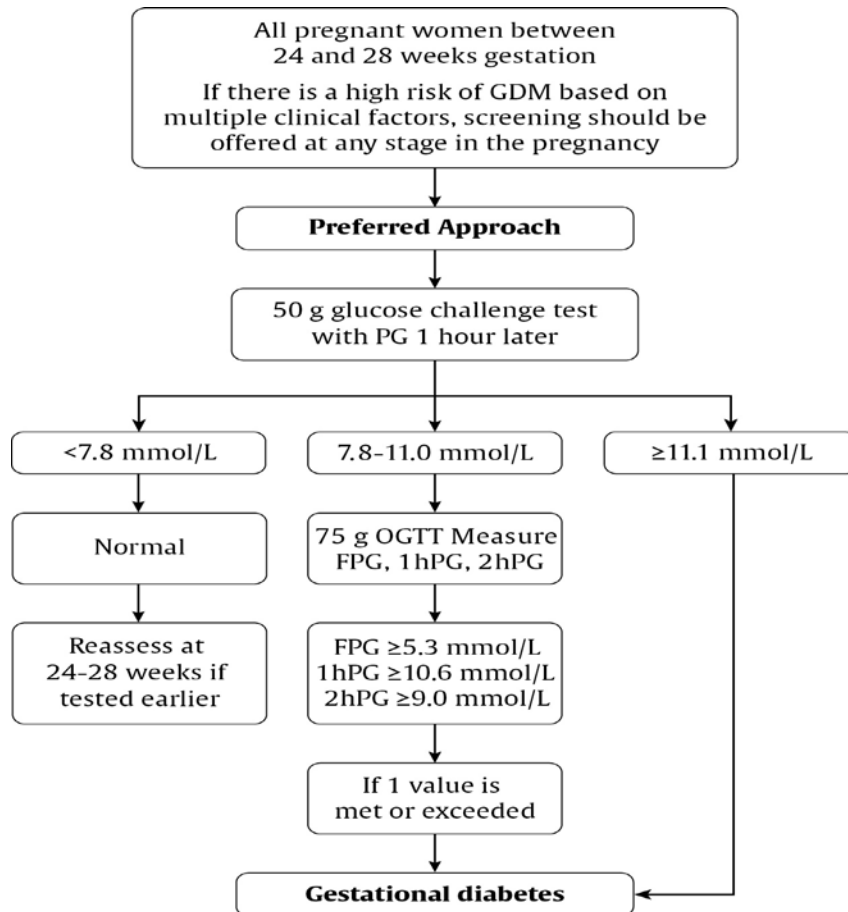 All pregnant women between
24 and 28 weeks gestation
If there is a high risk of GDM based on
multiple clinical factors, screening should be
offered at any stage in the pregnancy
Preferred Approach
50 g glucose challenge test
with PG 1 hour later
<7.8 mmol/L
7.8–11.0 mmol/L
≥11.1 mmol/L
Normal
75 g OGTT Measure
FPG, 1hPG, 2hPG
Reassess at
24–28 weeks if
tested earlier
FPG ≥5.3 mmol/L
1hPG ≥10.6 mmol/L
2hPG ≥9.0 mmol/L
If 1 value is
met or exceeded
Gestational diabetes